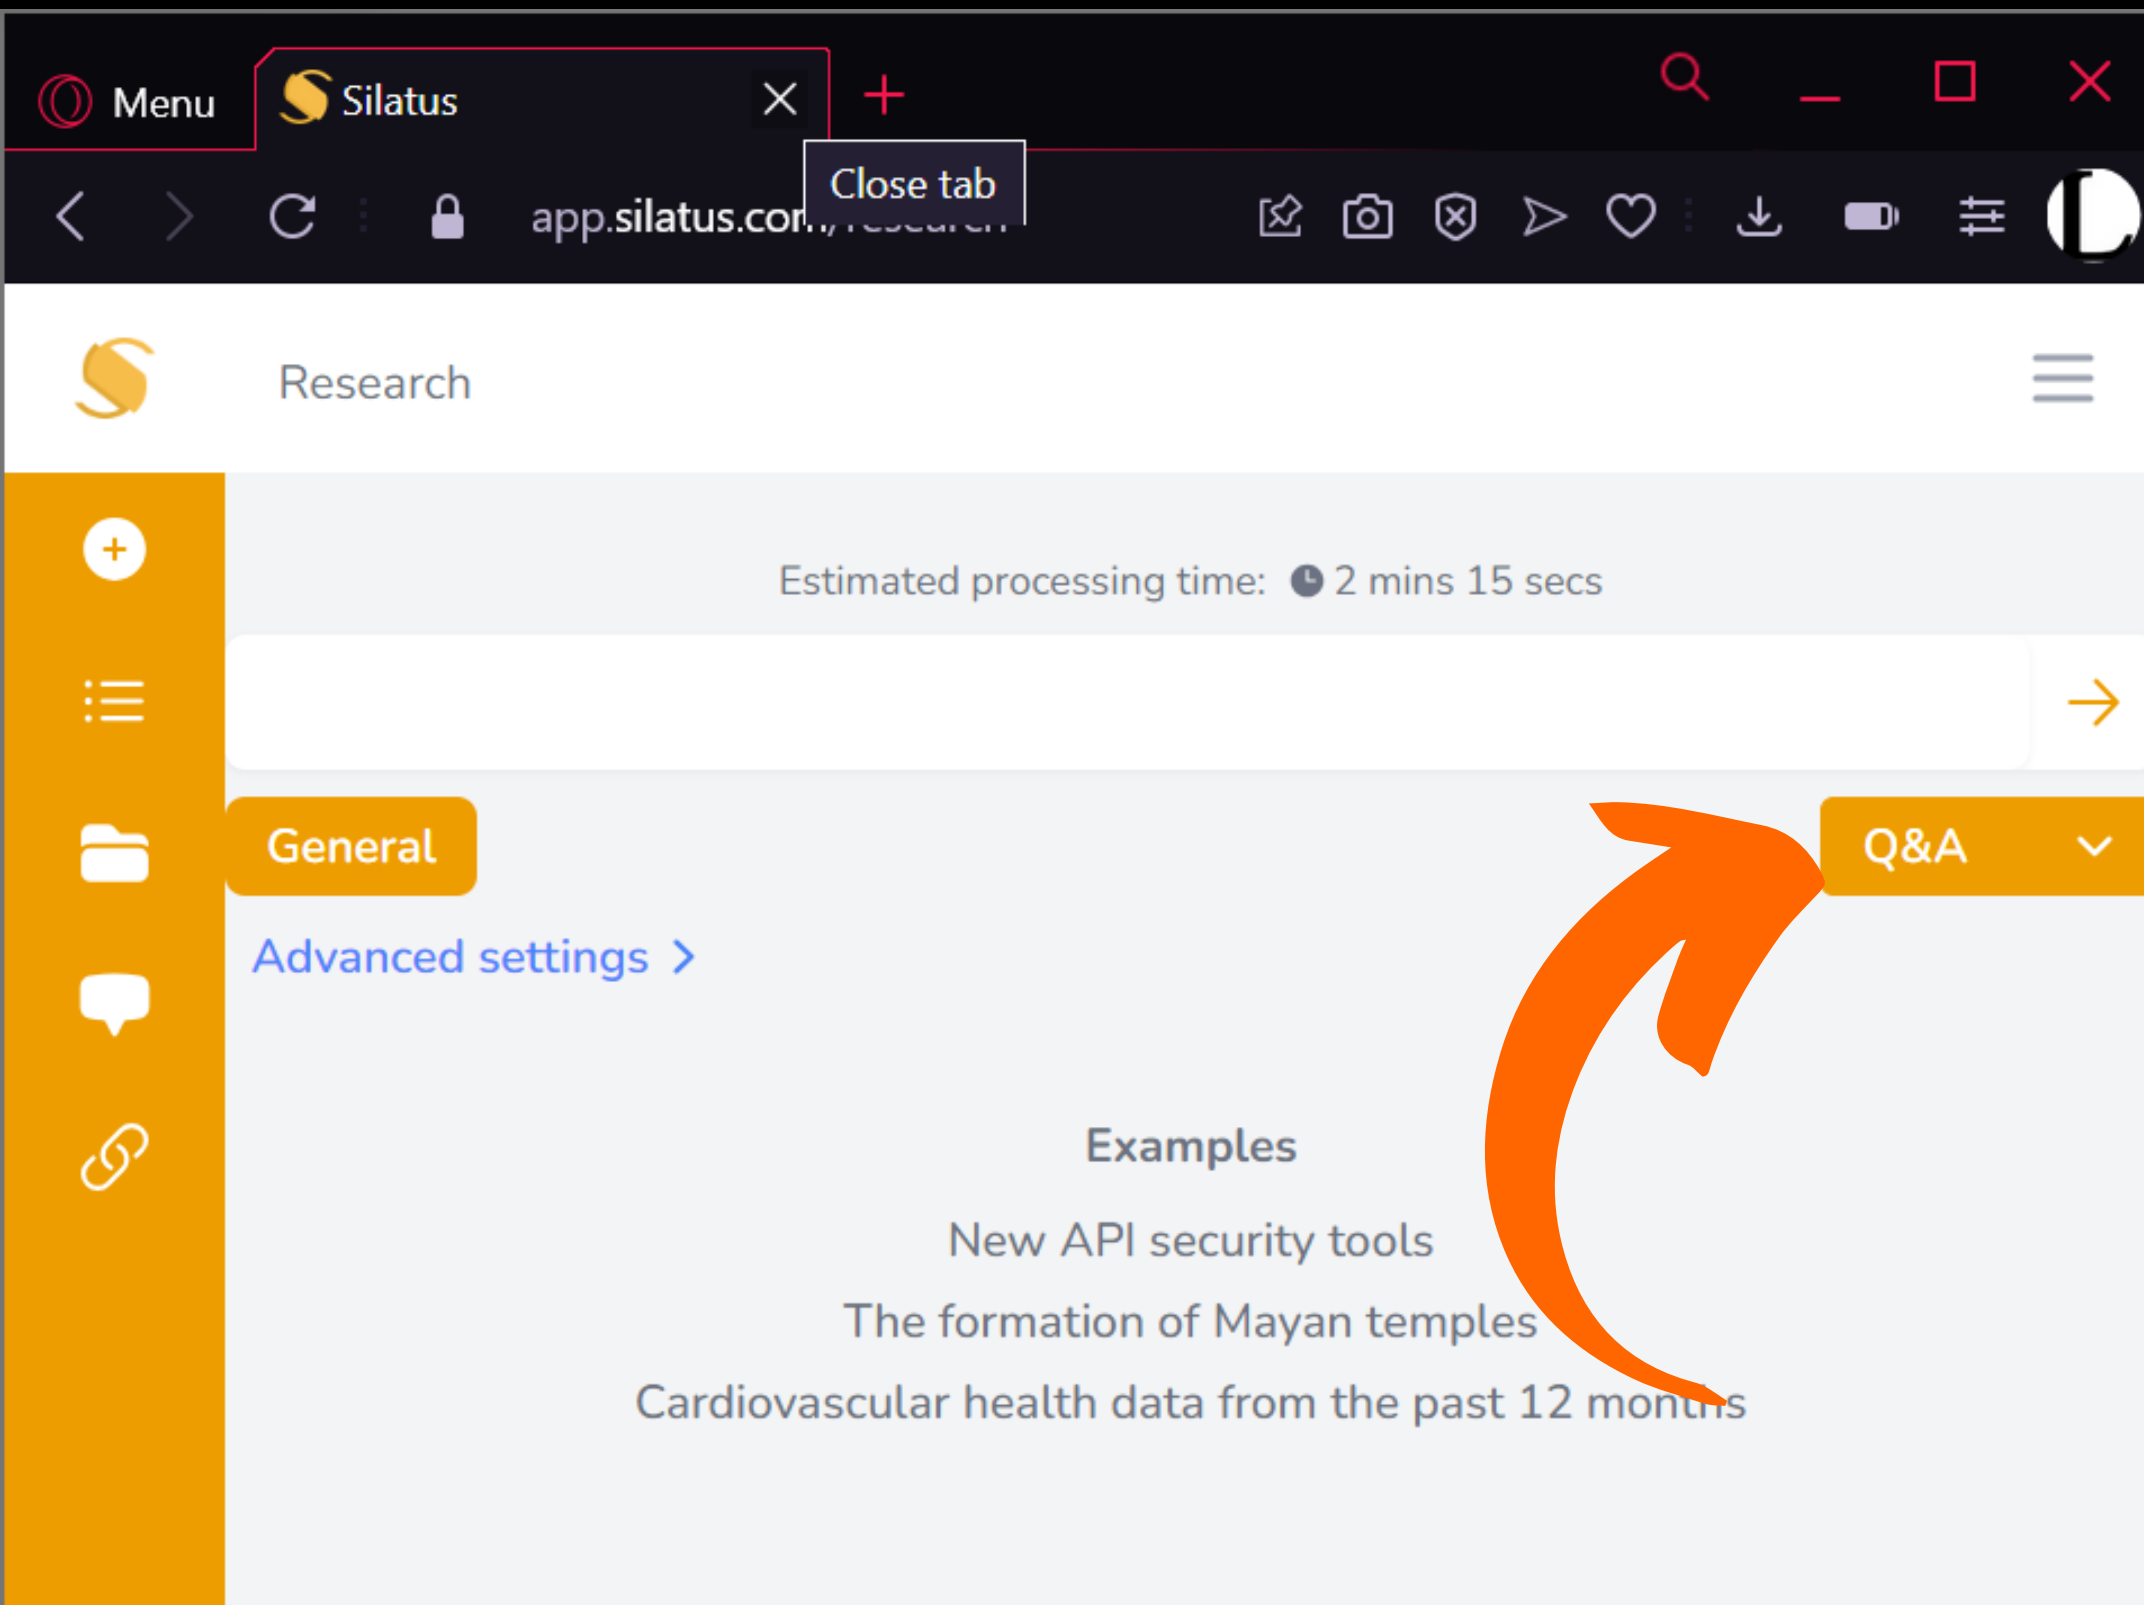 Menu
Silatus
Close tab
app.silatus.com/research
Research
Estimated processing time: 2 mins 15 secs
General
Q&A
Advanced settings
Examples
New API security tools
The formation of Mayan temples
Cardiovascular health data from the past 12 months